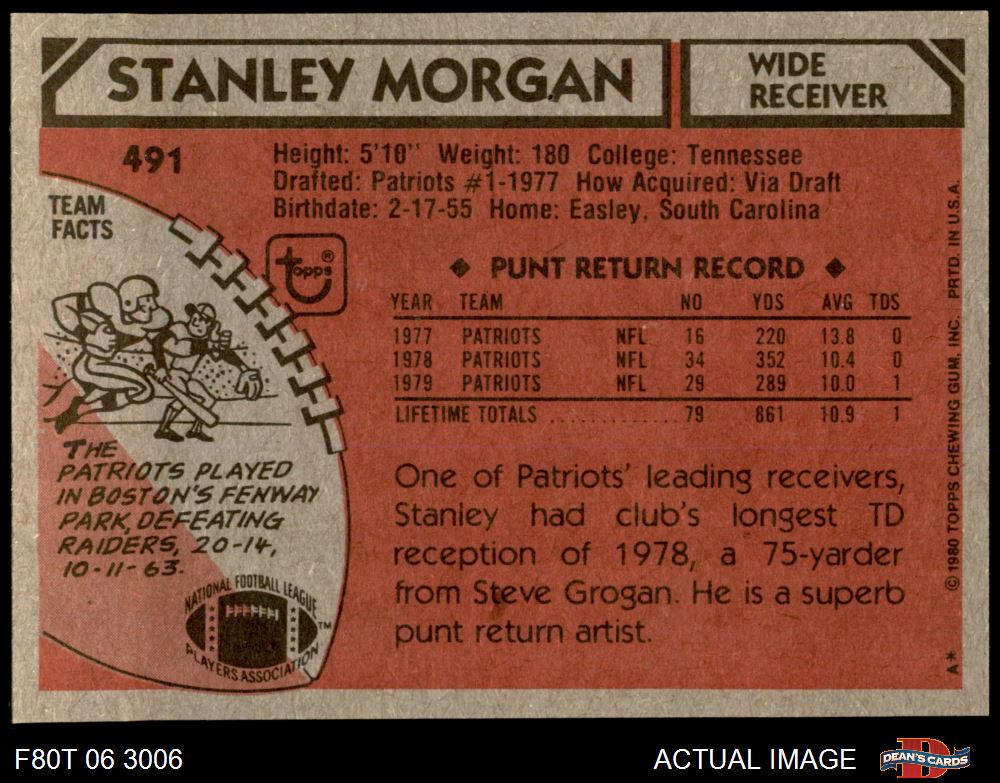 STANLEY MORGAN
WIDE
RECEIVER
491
Height: 5'10" Weight: 180 College: Tennessee
Drafted: Patriots #1-1977 How Acquired: Via Draft
Birthdate: 2-17-55 Home: Easley, South Carolina
TEAM
FACTS
topps®
◆ PUNT RETURN RECORD ◆
YEAR TEAM NO YDS AVG TDS
1977 PATRIOTS NFL 16 220 13.8 0
1978 PATRIOTS NFL 34 352 10.4 0
1979 PATRIOTS NFL 29 289 10.0 1
LIFETIME TOTALS ............ 79 861 10.9 1
THE
PATRIOTS PLAYED
IN BOSTON'S FENWAY
PARK, DEFEATING
RAIDERS, 20-14,
10-11-63.
NATIONAL FOOTBALL LEAGUE
PLAYERS ASSOCIATION
TM
One of Patriots' leading receivers,
Stanley had club's longest TD
reception of 1978, a 75-yarder
from Steve Grogan. He is a superb
punt return artist.
A* ©1980 TOPPS CHEWING GUM, INC. PRTD. IN U.S.A.
F80T 06 3006
ACTUAL IMAGE
D
DEAN'S CARDS